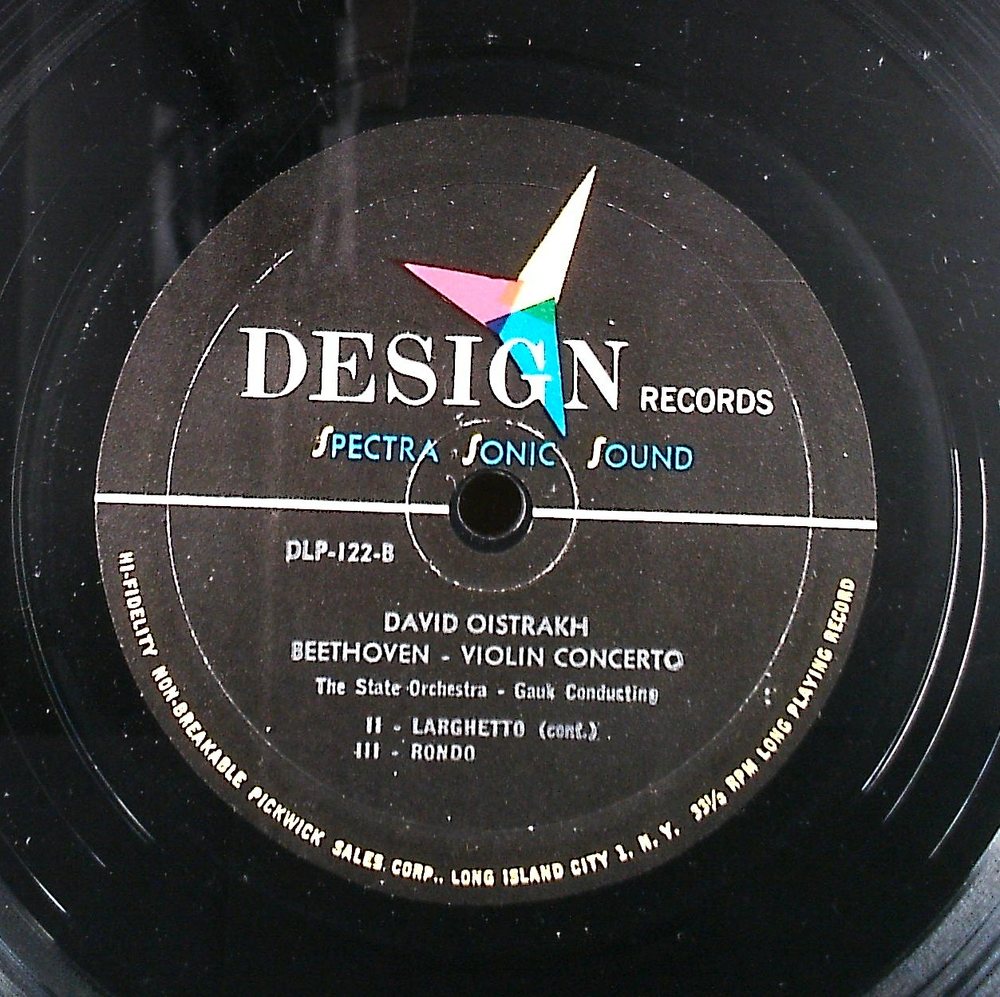 DESIGN RECORDS
SPECTRA SONIC SOUND
DLP-122-B
DAVID OISTRAKH
BEETHOVEN - VIOLIN CONCERTO
The State Orchestra - Gauk Conducting
II - LARGHETTO (cont.)
III - RONDO
HI-FIDELITY NON-BREAKABLE PICKWICK SALES CORP., LONG ISLAND CITY 1, N. Y. 33⅓ RPM LONG PLAYING RECORD